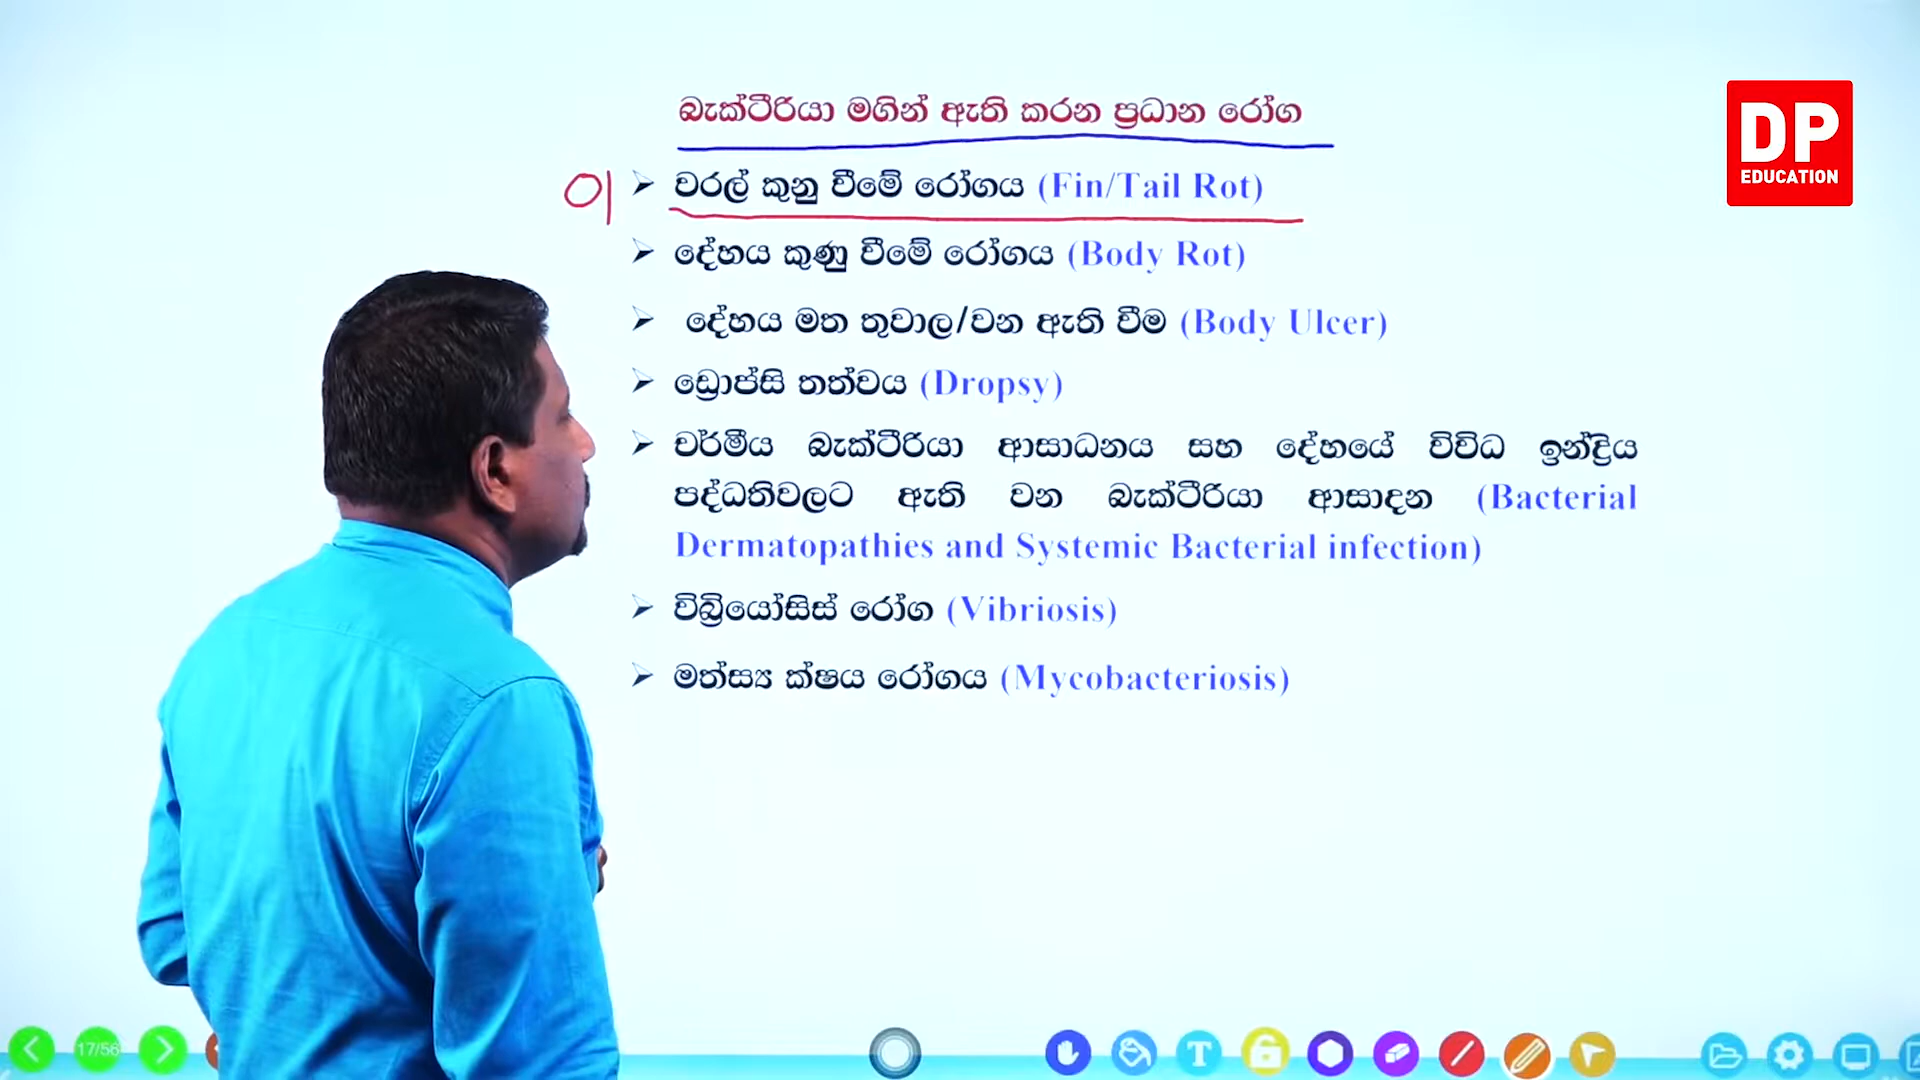 බැක්ටීරියා මගින් ඇති කරන ප්‍රධාන රෝග
DP
EDUCATION
01
➢ වරල් කුනු වීමේ රෝගය (Fin/Tail Rot)
➢ දේහය කුණු වීමේ රෝගය (Body Rot)
➢ දේහය මත තුවාල/වන ඇති වීම (Body Ulcer)
➢ ඩ්‍රොප්සි තත්වය (Dropsy)
➢ චර්මීය බැක්ටීරියා ආසාධනය සහ දේහයේ විවිධ ඉන්ද්‍රිය
පද්ධතිවලට ඇති වන බැක්ටීරියා ආසාදන (Bacterial
Dermatopathies and Systemic Bacterial infection)
➢ විබ්‍රියෝසිස් රෝග (Vibriosis)
➢ මත්ස්‍ය ක්ෂය රෝගය (Mycobacteriosis)
17/56
T